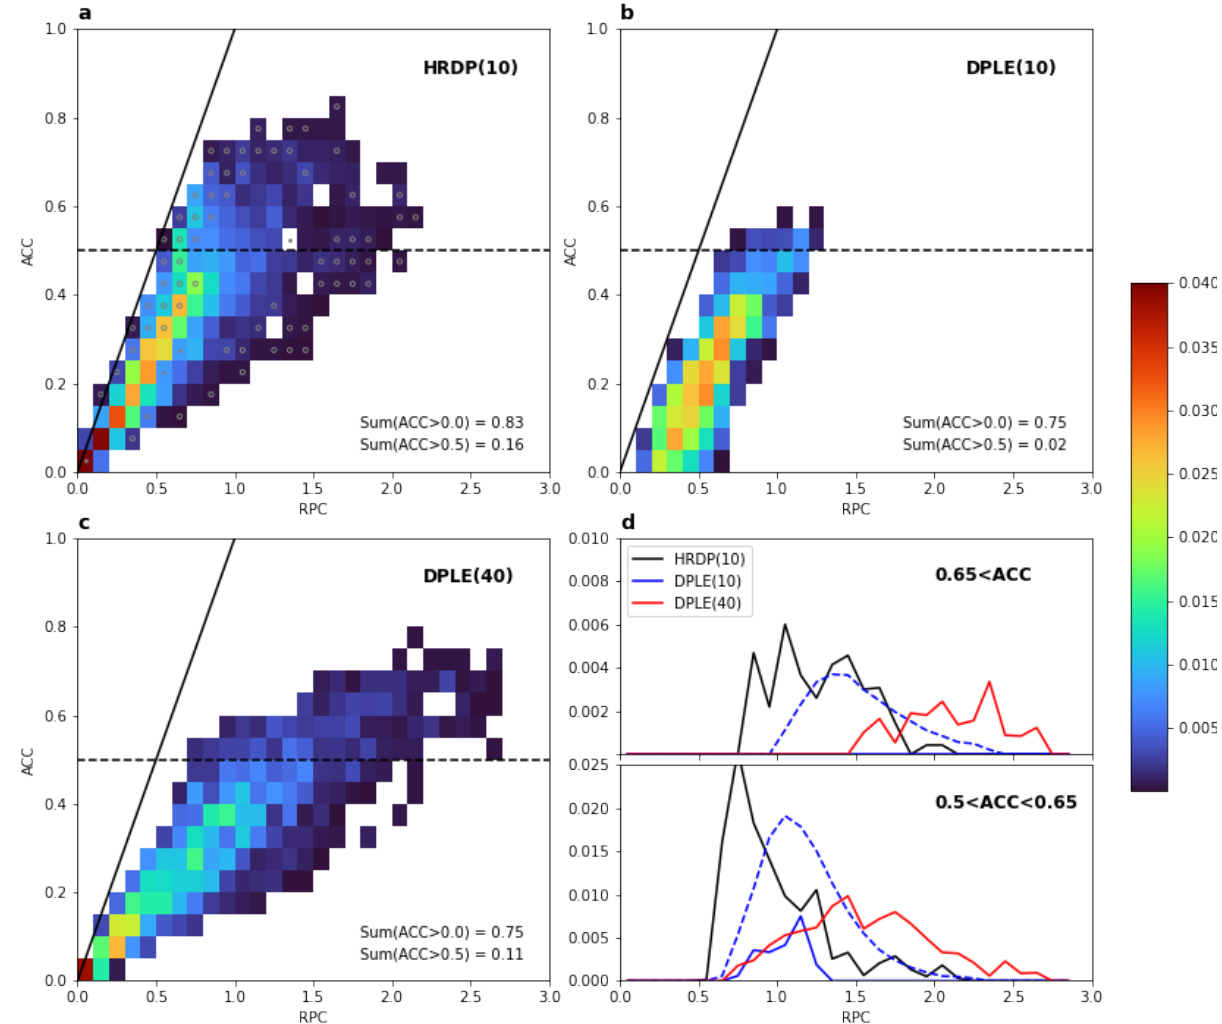 a
HRDP(10)
ACC
1.0
0.8
0.6
0.4
0.2
0.0
Sum(ACC>0.0) = 0.83
Sum(ACC>0.5) = 0.16
0.0 0.5 1.0 1.5 2.0 2.5 3.0
RPC
b
DPLE(10)
ACC
1.0
0.8
0.6
0.4
0.2
0.0
Sum(ACC>0.0) = 0.75
Sum(ACC>0.5) = 0.02
0.0 0.5 1.0 1.5 2.0 2.5 3.0
RPC
c
DPLE(40)
ACC
1.0
0.8
0.6
0.4
0.2
0.0
Sum(ACC>0.0) = 0.75
Sum(ACC>0.5) = 0.11
0.0 0.5 1.0 1.5 2.0 2.5 3.0
RPC
d
0.010
0.008
0.006
0.004
0.002
HRDP(10)
DPLE(10)
DPLE(40)
0.65<ACC
0.025
0.020
0.015
0.010
0.005
0.000
0.5<ACC<0.65
0.0 0.5 1.0 1.5 2.0 2.5 3.0
RPC
0.040
0.035
0.030
0.025
0.020
0.015
0.010
0.005